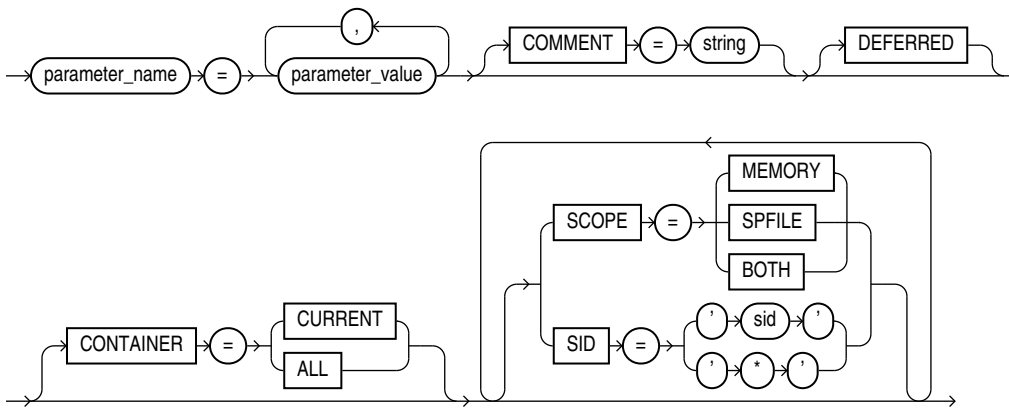 ,
COMMENT = string
DEFERRED
parameter_name = parameter_value
MEMORY
SCOPE = SPFILE
BOTH
CURRENT
CONTAINER =
ALL
' sid '
SID =
' * '